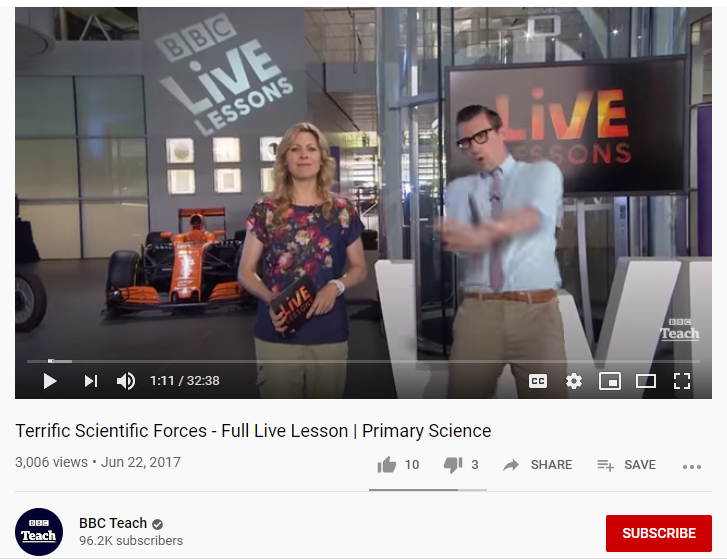 BBC
LiVE
LESSONS
LiVE
SSONS
LiVE
LESSONS
BBC
Teach
1:11 / 32:38
CC
Terrific Scientific Forces - Full Live Lesson | Primary Science
3,006 views • Jun 22, 2017
10
3
SHARE
SAVE
BBC
Teach
BBC Teach
96.2K subscribers
SUBSCRIBE